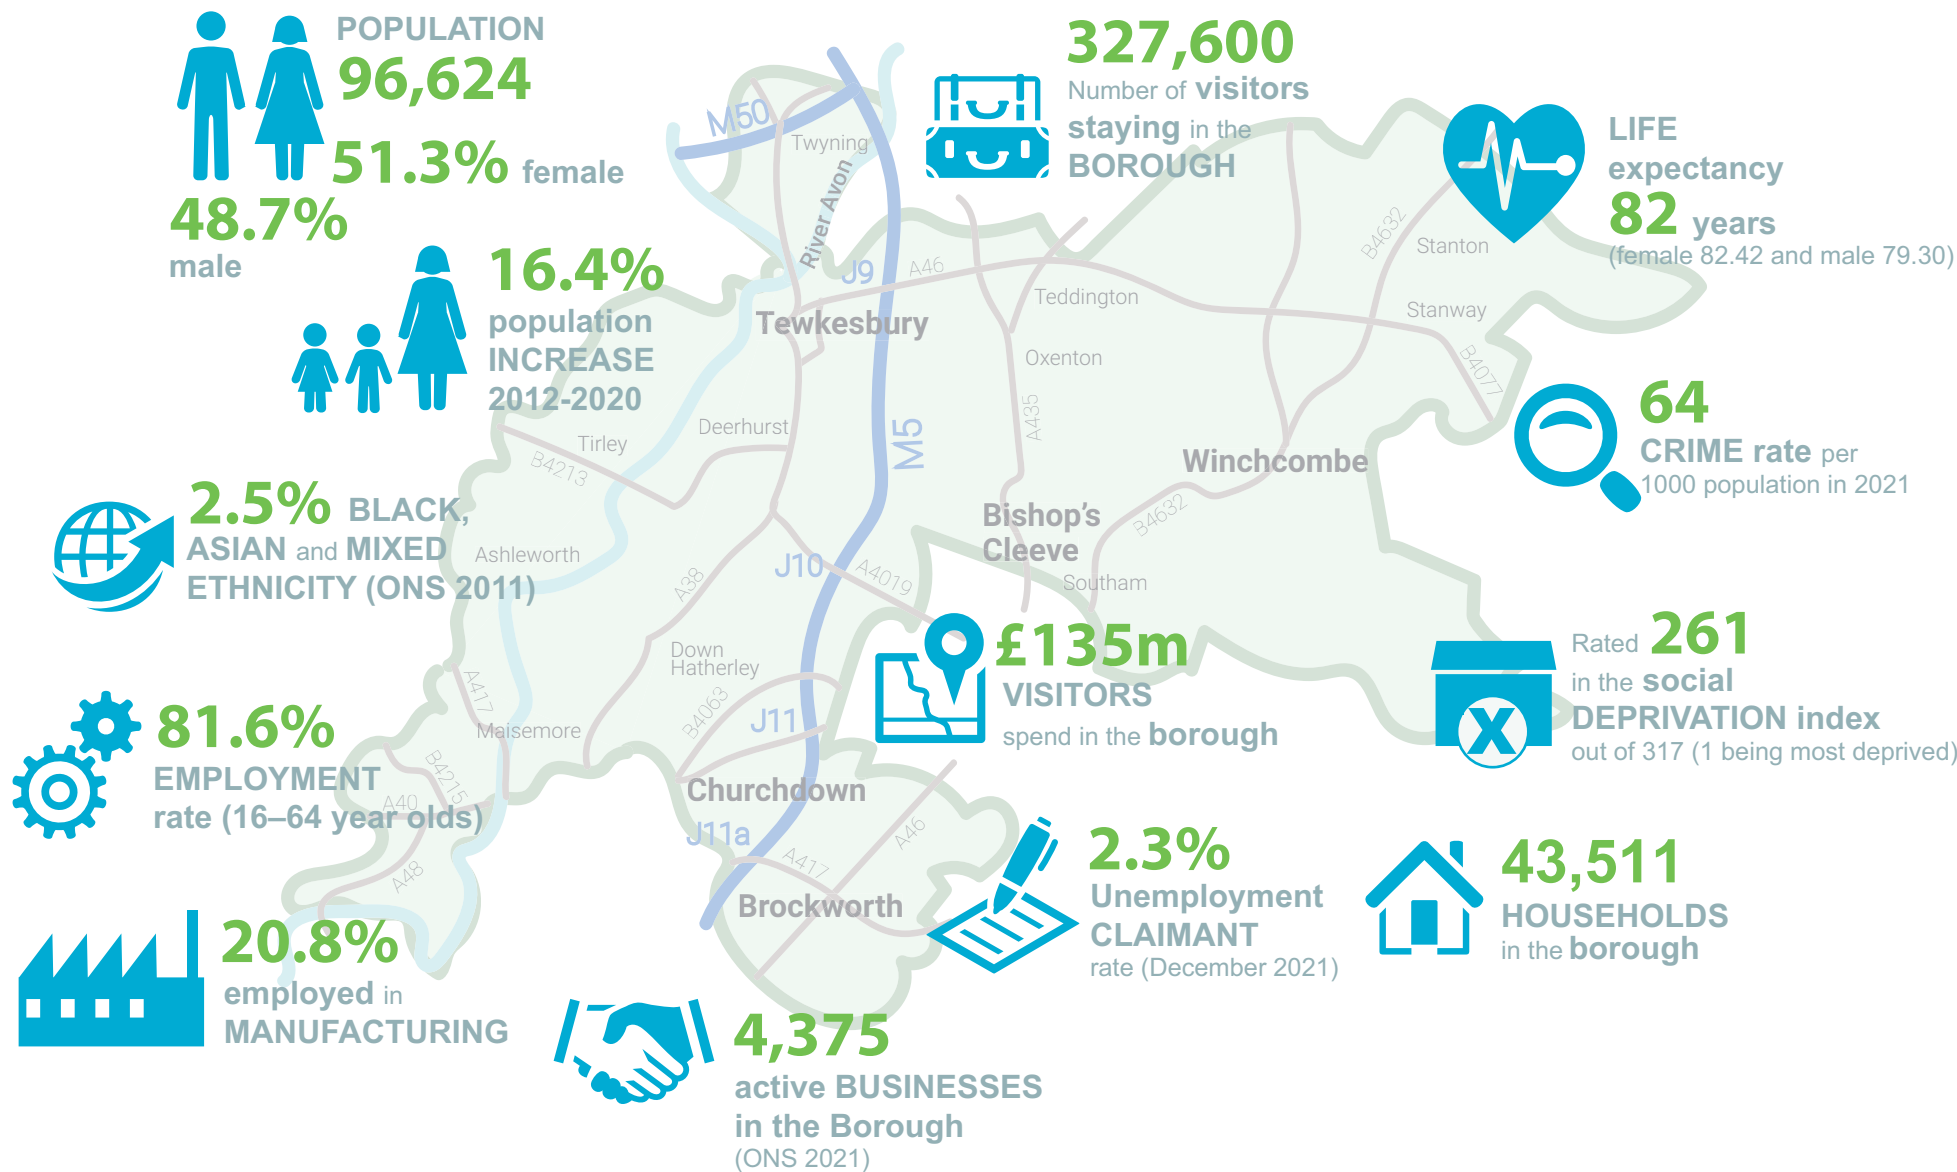 POPULATION
96,624
51.3% female
48.7%
male
16.4%
population
INCREASE
2012-2020
2.5% BLACK,
ASIAN and MIXED
ETHNICITY (ONS 2011)
81.6%
EMPLOYMENT
rate (16–64 year olds)
20.8%
employed in
MANUFACTURING
4,375
active BUSINESSES
in the Borough
(ONS 2021)
327,600
Number of visitors
staying in the
BOROUGH
LIFE
expectancy
82 years
(female 82.42 and male 79.30)
64
CRIME rate per
1000 population in 2021
Rated 261
in the social
DEPRIVATION index
out of 317 (1 being most deprived)
£135m
VISITORS
spend in the borough
2.3%
Unemployment
CLAIMANT
rate (December 2021)
43,511
HOUSEHOLDS
in the borough
X
M50
Twyning
River Avon
J9
A46
Tewkesbury
Teddington
Oxenton
A435
B4632
Stanton
Stanway
B4077
Winchcombe
Bishop's
Cleeve
B4632
Southam
M5
Deerhurst
Tirley
B4213
Ashleworth
A38
J10
A4019
Down
Hatherley
B4063
J11
A417
Maisemore
B4215
A40
A48
Churchdown
J11a
A417
A46
Brockworth